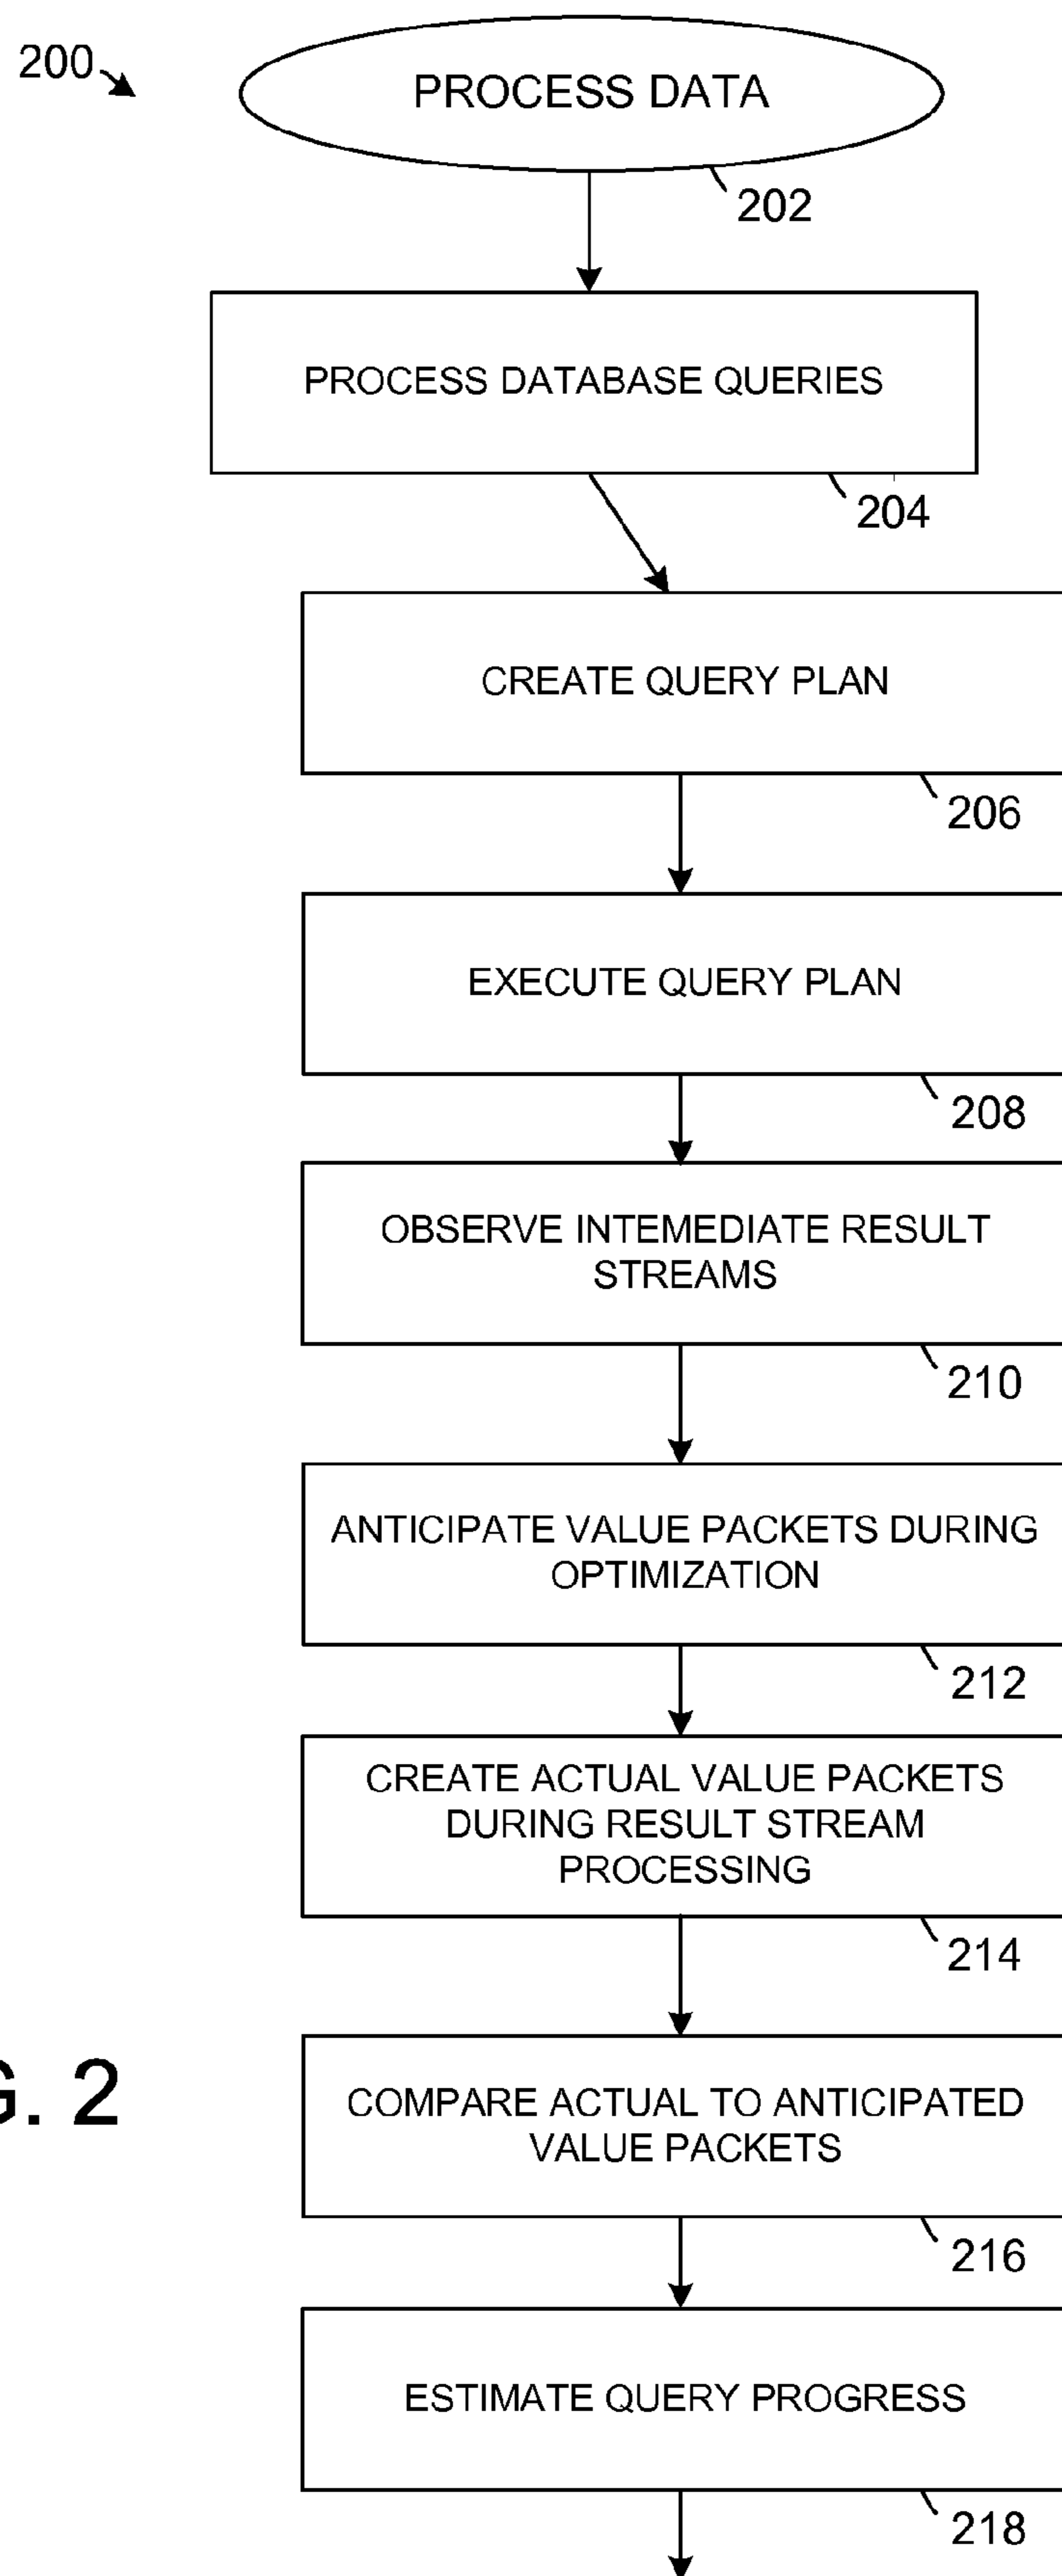 200
PROCESS DATA
202
PROCESS DATABASE QUERIES
204
CREATE QUERY PLAN
206
EXECUTE QUERY PLAN
208
OBSERVE INTEMEDIATE RESULT
STREAMS
210
ANTICIPATE VALUE PACKETS DURING
OPTIMIZATION
212
CREATE ACTUAL VALUE PACKETS
DURING RESULT STREAM
PROCESSING
214
G. 2
COMPARE ACTUAL TO ANTICIPATED
VALUE PACKETS
216
ESTIMATE QUERY PROGRESS
218